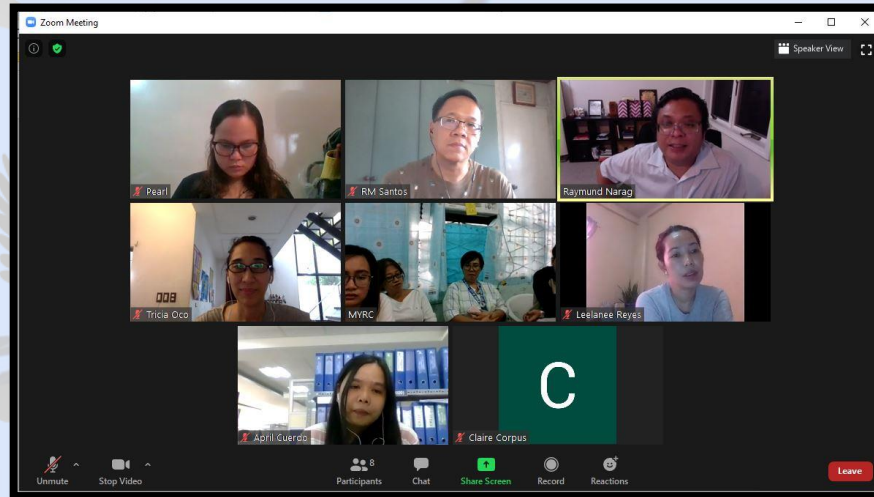 Zoom Meeting
Speaker View
Pearl
RM Santos
Raymund Narag
008
Tricia Oco
MYRC
Leelanee Reyes
C
April Cuerdo
Claire Corpus
8
Unmute
Stop Video
Participants
Chat
Share Screen
Record
Reactions
Leave